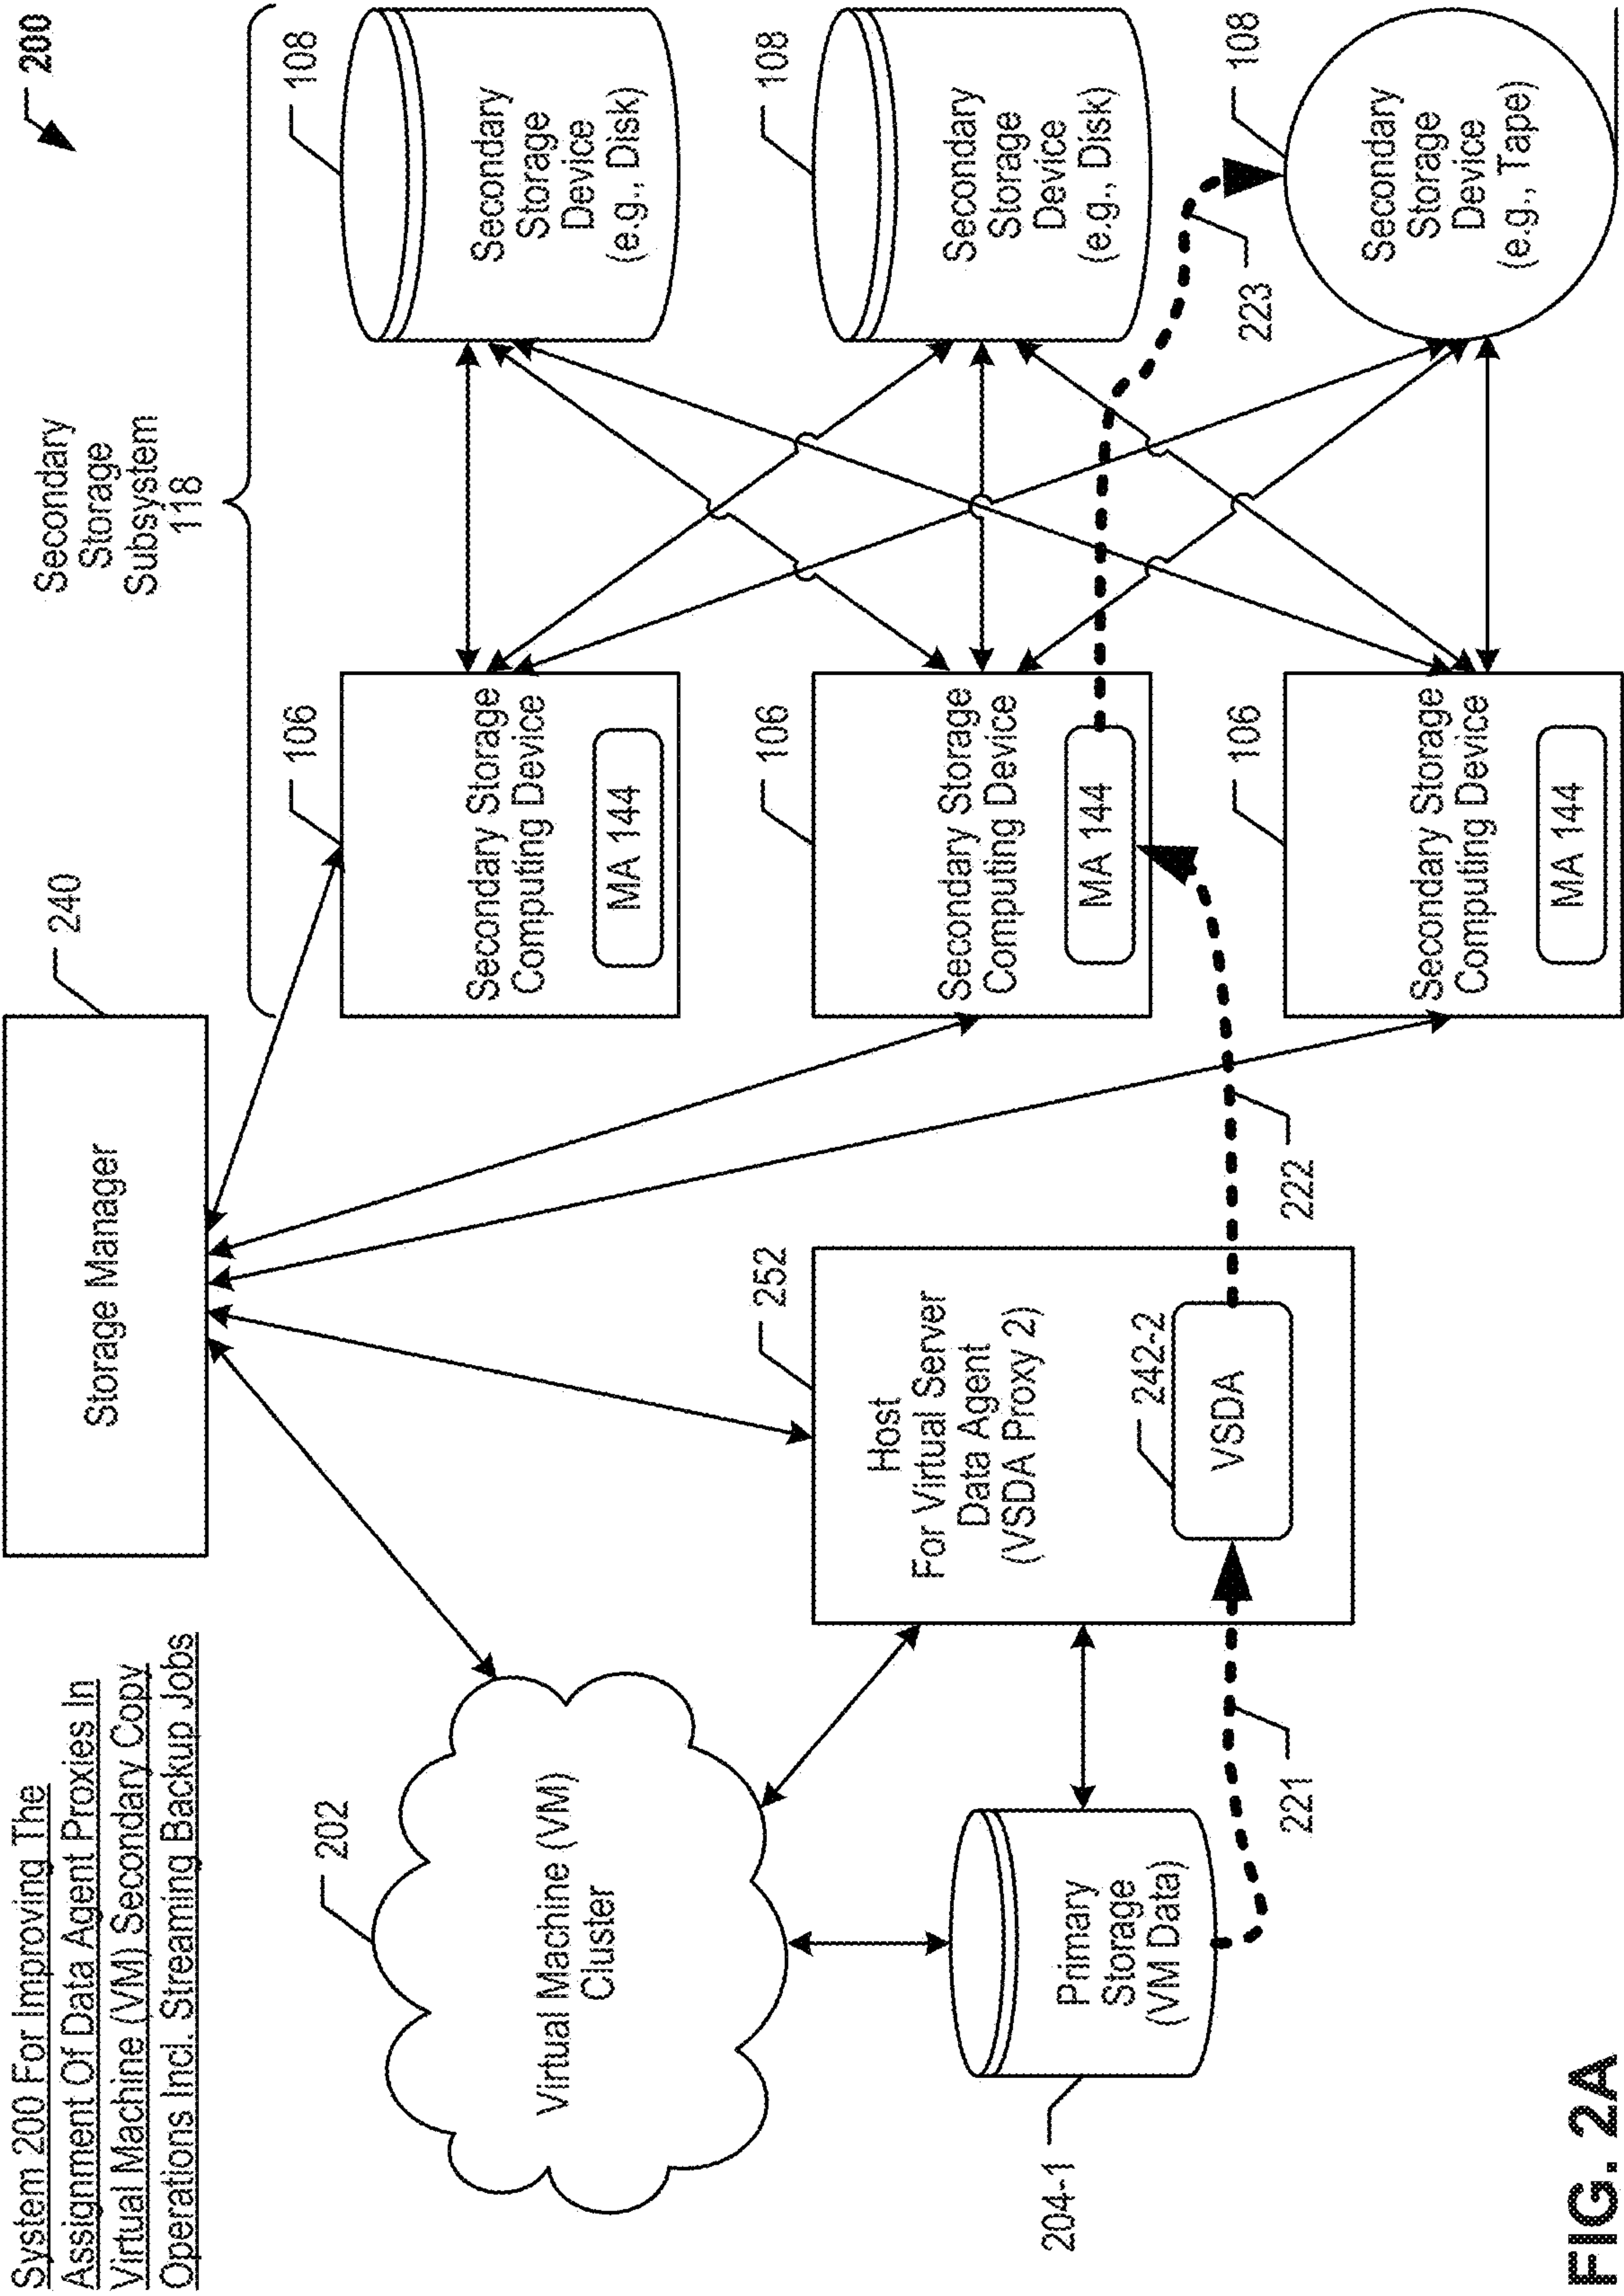 System 200 For Improving The
Assignment Of Data Agent Proxies In
Virtual Machine (VM) Secondary Copy
Operations Incl. Streaming Backup Jobs
200
Storage Manager
240
Secondary
Storage
Subsystem
118
202
Virtual Machine (VM)
Cluster
204-1
Primary
Storage
(VM Data)
221
252
Host
For Virtual Server
Data Agent
(VSDA Proxy 2)
242-2
VSDA
222
106
Secondary Storage
Computing Device
MA 144
106
Secondary Storage
Computing Device
MA 144
106
Secondary Storage
Computing Device
MA 144
108
Secondary
Storage
Device
(e.g., Disk)
108
Secondary
Storage
Device
(e.g., Disk)
223
108
Secondary
Storage
Device
(e.g., Tape)
FIG. 2A